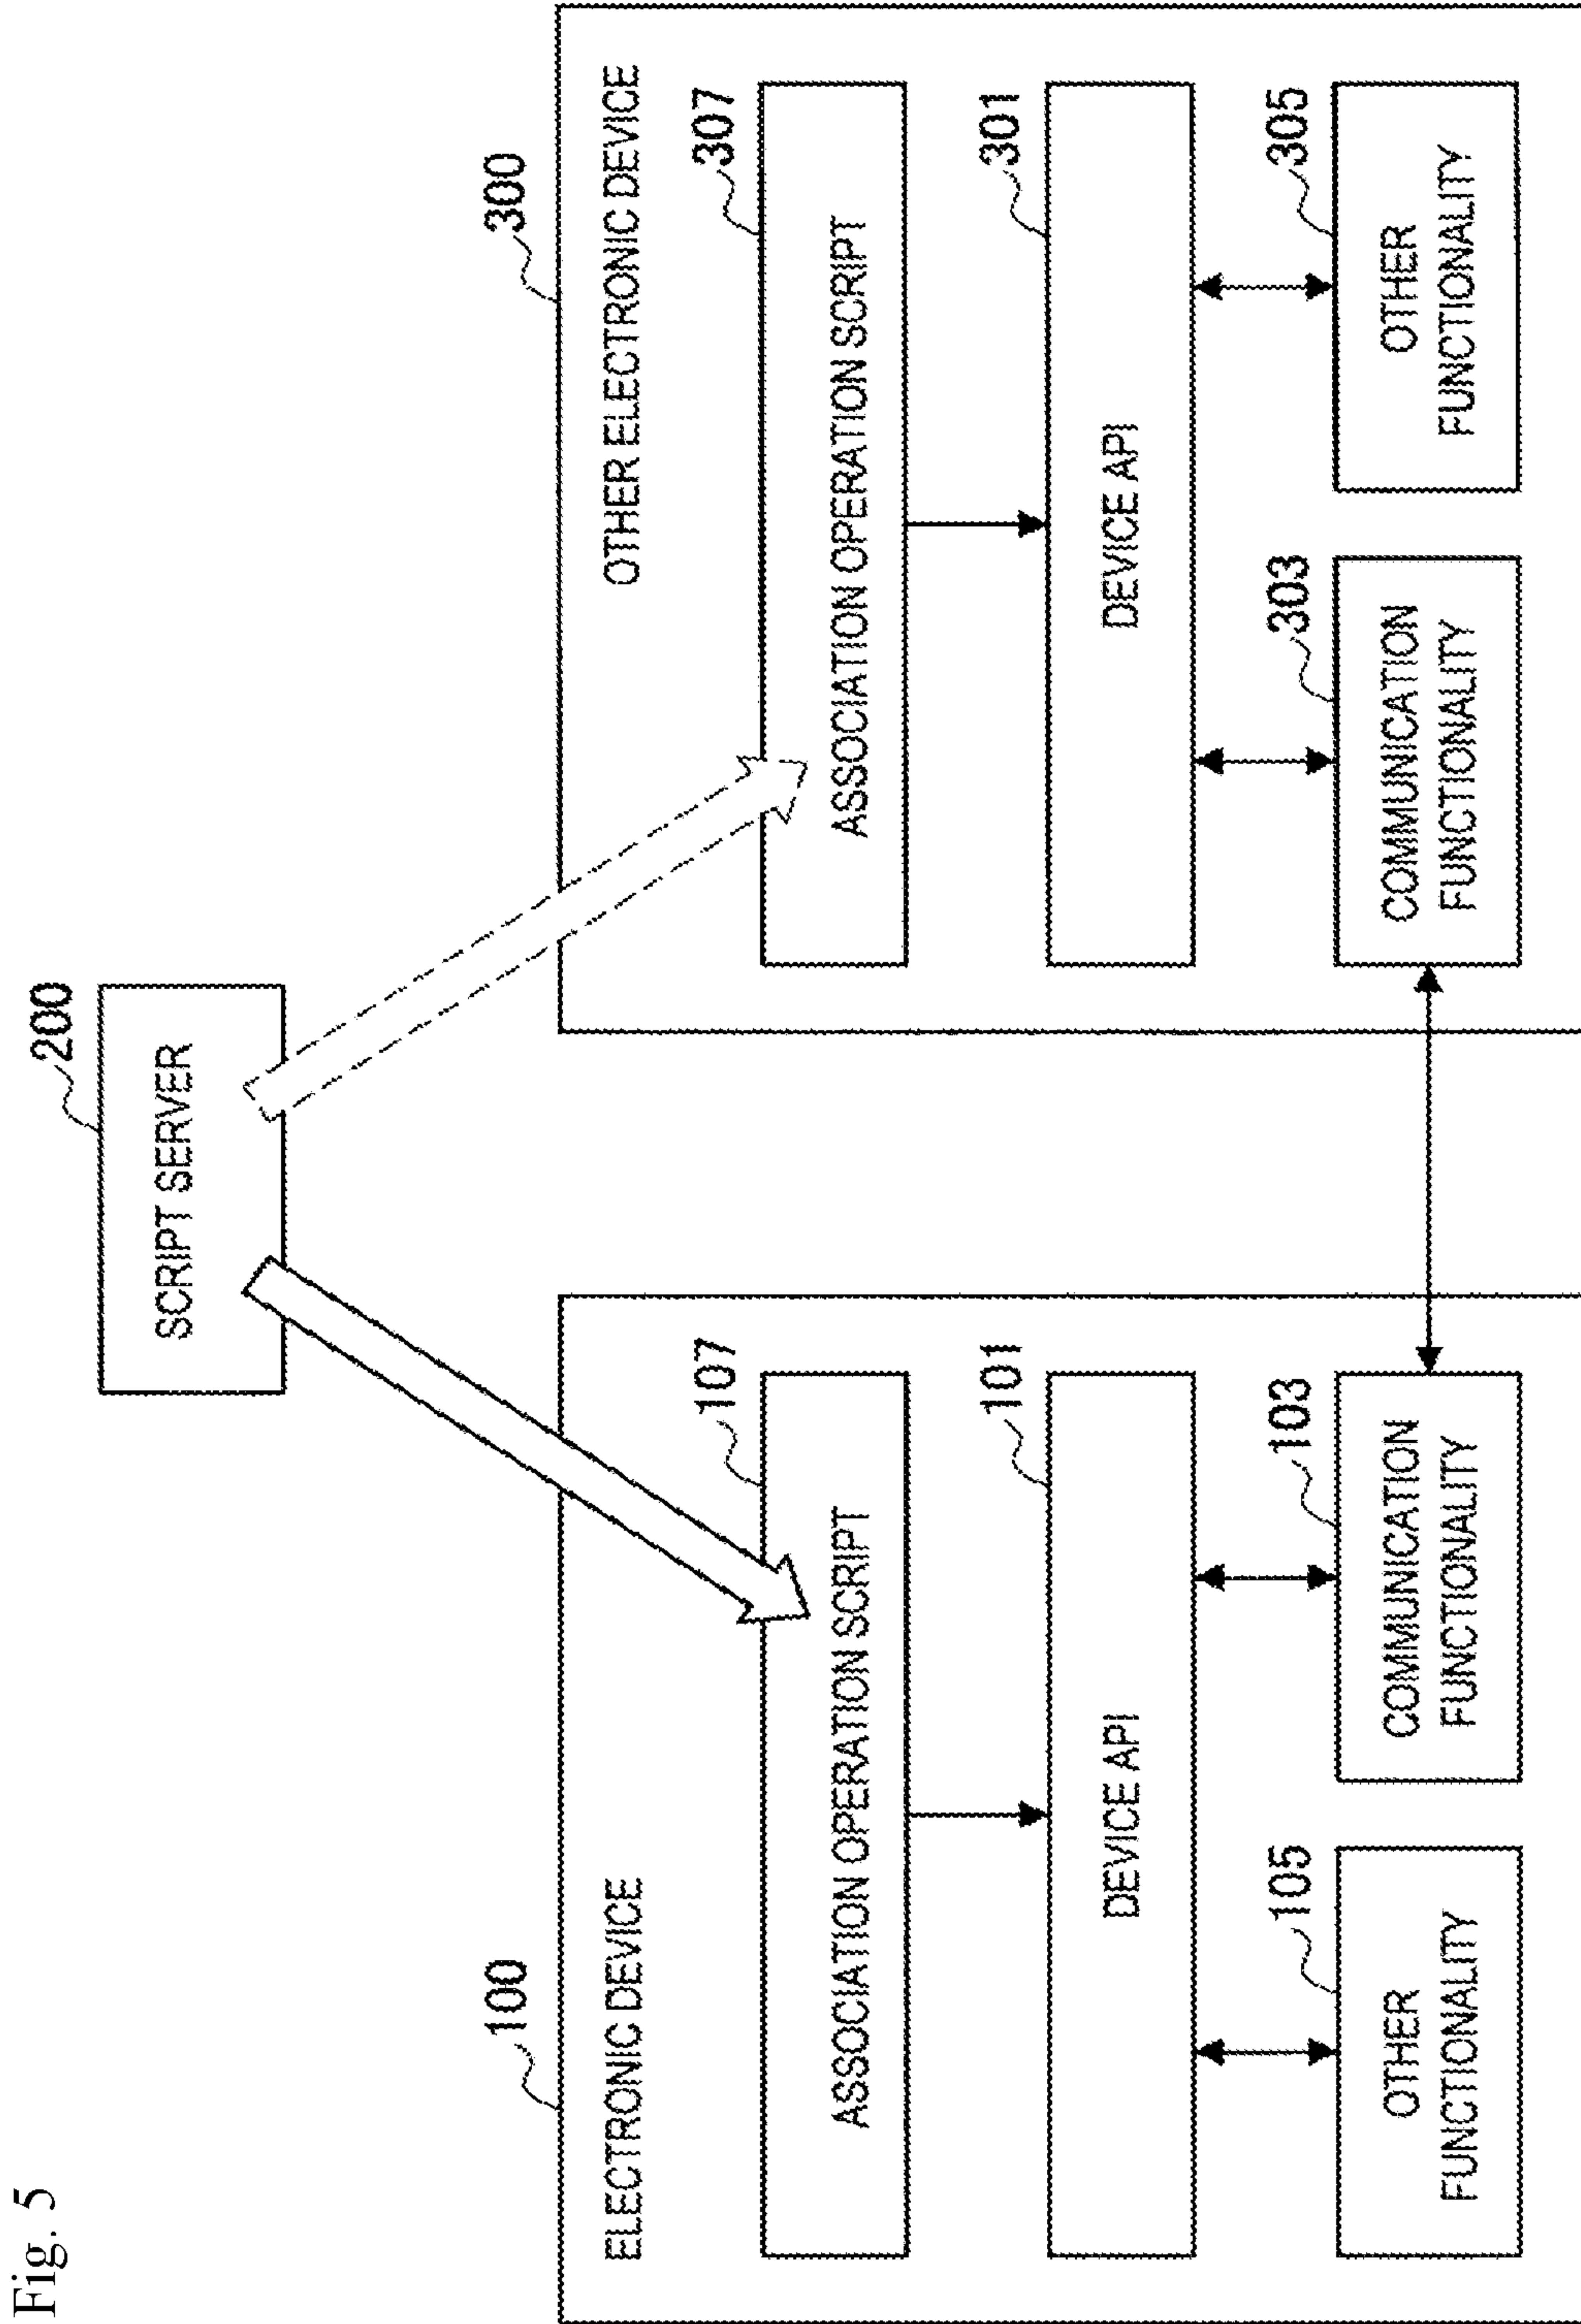 Fig. 5
200
SCRIPT SERVER
100
ELECTRONIC DEVICE
107
ASSOCIATION OPERATION SCRIPT
101
DEVICE API
105
OTHER
FUNCTIONALITY
103
COMMUNICATION
FUNCTIONALITY
300
OTHER ELECTRONIC DEVICE
307
ASSOCIATION OPERATION SCRIPT
301
DEVICE API
303
COMMUNICATION
FUNCTIONALITY
305
OTHER
FUNCTIONALITY